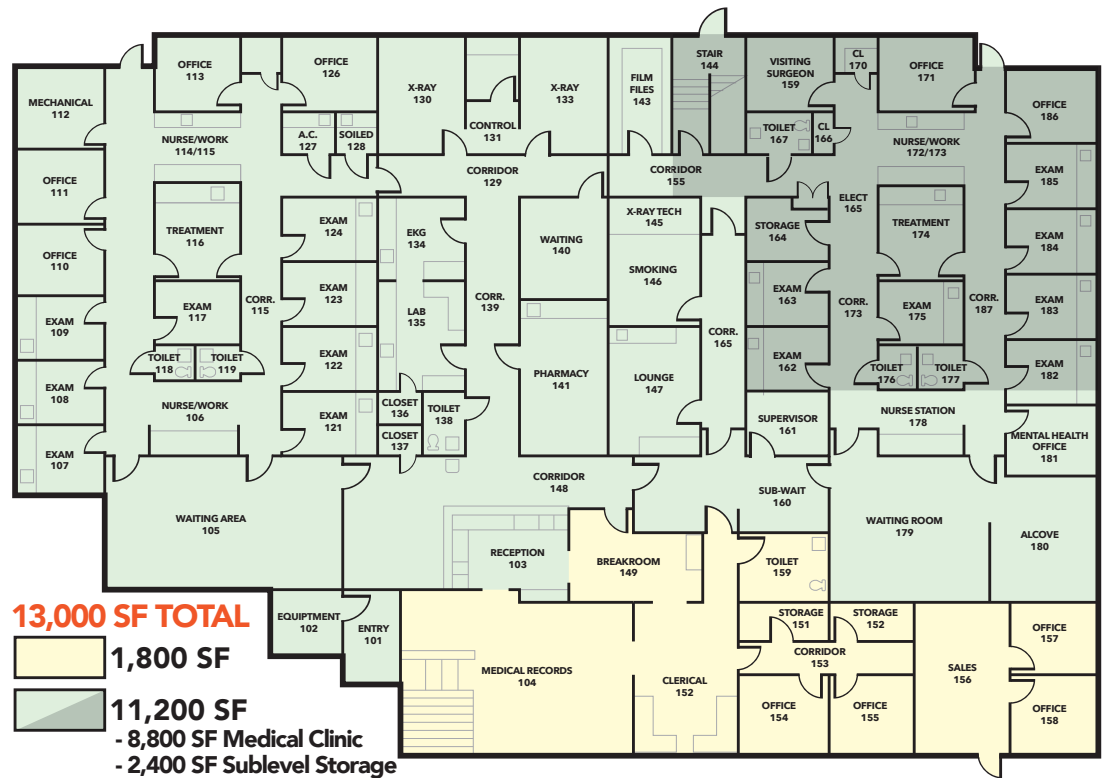 STAIR
144
CL
170
OFFICE
113
OFFICE
126
X-RAY
130
X-RAY
133
FILM
FILES
143
VISITING
SURGEON
159
OFFICE
171
MECHANICAL
112
CONTROL
131
OFFICE
186
A.C.
127
SOILED
128
TOILET
167
CL
166
NURSE/WORK
114/115
NURSE/WORK
172/173
CORRIDOR
129
CORRIDOR
155
EXAM
185
OFFICE
111
ELECT
165
EXAM
124
EKG
134
X-RAY TECH
145
STORAGE
164
TREATMENT
116
WAITING
140
TREATMENT
174
EXAM
184
OFFICE
110
SMOKING
146
EXAM
123
EXAM
163
EXAM
183
EXAM
117
CORR.
115
CORR.
139
CORR.
173
EXAM
175
CORR.
187
EXAM
109
LAB
135
CORR.
165
EXAM
122
EXAM
162
EXAM
182
TOILET
118
TOILET
119
PHARMACY
141
LOUNGE
147
TOILET
176
TOILET
177
EXAM
108
NURSE/WORK
106
EXAM
121
CLOSET
136
TOILET
138
SUPERVISOR
161
NURSE STATION
178
CLOSET
137
MENTAL HEALTH
OFFICE
181
EXAM
107
CORRIDOR
148
SUB-WAIT
160
WAITING AREA
105
WAITING ROOM
179
ALCOVE
180
RECEPTION
103
BREAKROOM
149
TOILET
159
13,000 SF TOTAL
EQUIPTMENT
102
ENTRY
101
STORAGE
151
STORAGE
152
OFFICE
157
1,800 SF
MEDICAL RECORDS
104
CLERICAL
152
CORRIDOR
153
SALES
156
11,200 SF
OFFICE
154
OFFICE
155
OFFICE
158
- 8,800 SF Medical Clinic
- 2,400 SF Sublevel Storage